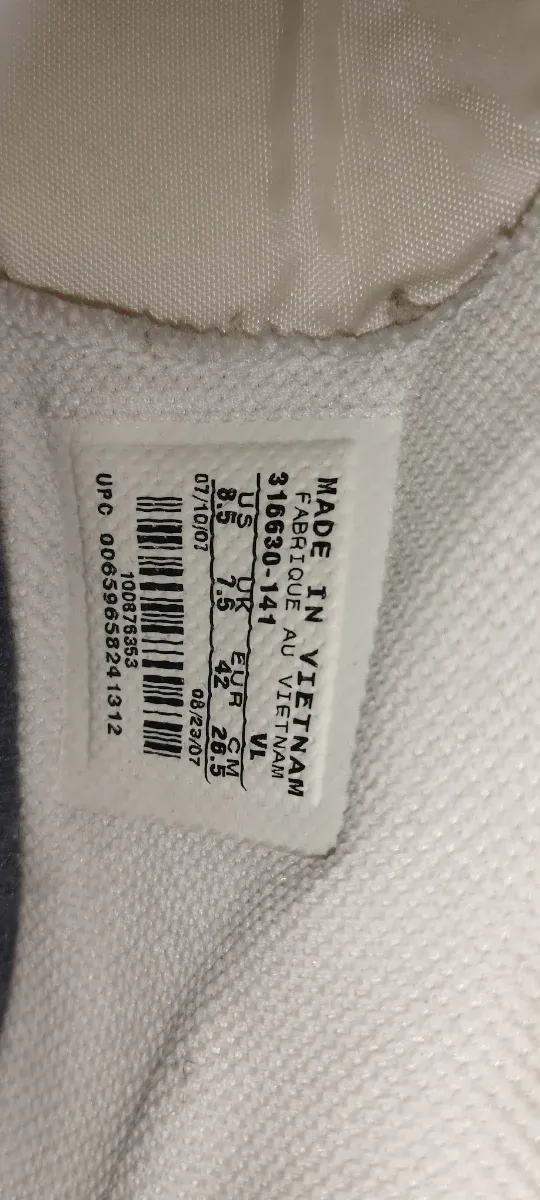 MADE IN VIETNAM
FABRIQUE AU VIETNAM
316630-141 VL
US UK EUR CM
8.5 7.5 42 26.5
07/10/07 08/23/07
100876353
UPC 00659658241312